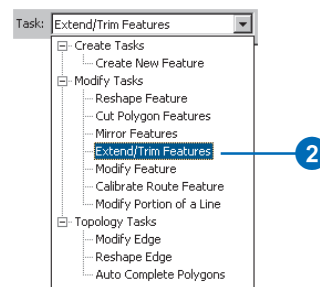 Task: Extend/Trim Features
Create Tasks
Create New Feature
Modify Tasks
Reshape Feature
Cut Polygon Features
Mirror Features
Extend/Trim Features
2
Modify Feature
Calibrate Route Feature
Modify Portion of a Line
Topology Tasks
Modify Edge
Reshape Edge
Auto Complete Polygons